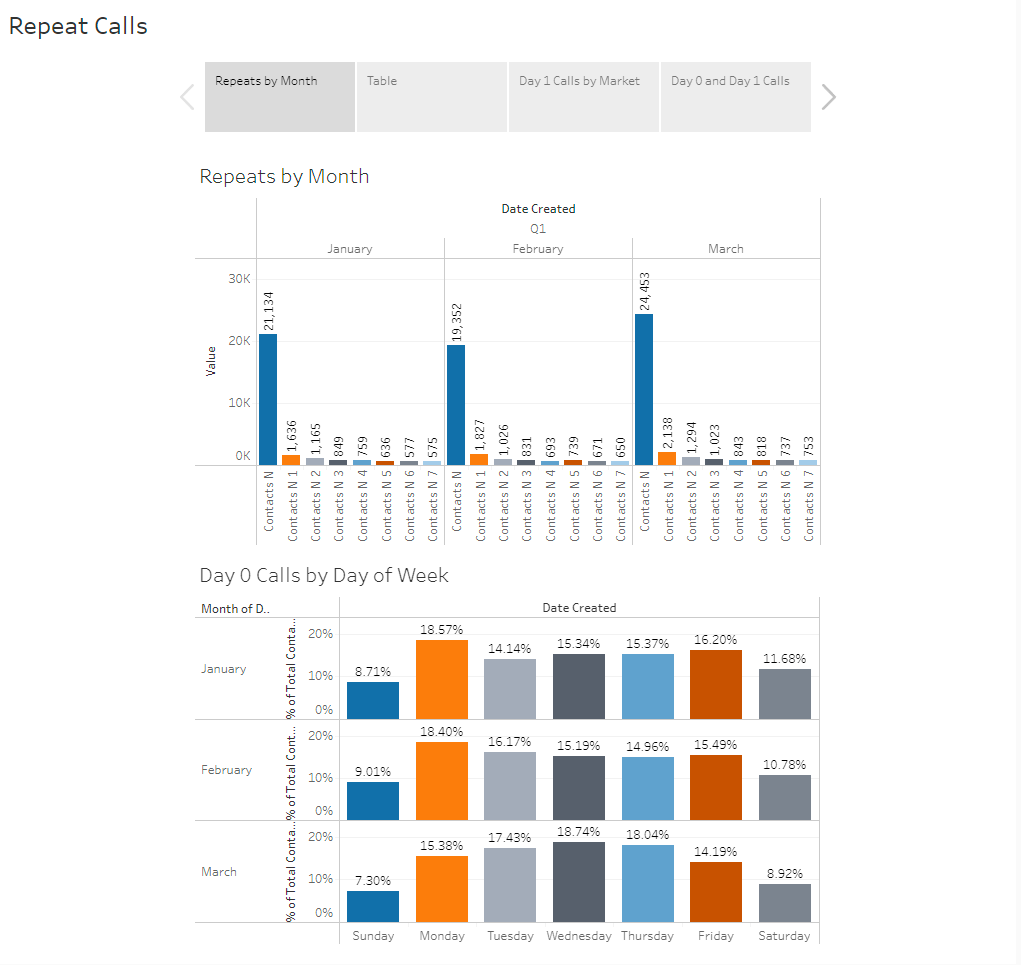 Repeat Calls
Repeats by Month
Table
Day 1 Calls by Market
Day 0 and Day 1 Calls
Repeats by Month
Date Created
Q1
January
February
March
Value
30K
20K
10K
0K
21,134
1,636
1,165
849
759
636
577
575
19,352
1,827
1,026
831
693
739
671
650
24,453
2,138
1,294
1,023
843
818
737
753
Contacts N
Contacts N 1
Contacts N 2
Contacts N 3
Contacts N 4
Contacts N 5
Contacts N 6
Contacts N 7
Contacts N
Contacts N 1
Contacts N 2
Contacts N 3
Contacts N 4
Contacts N 5
Contacts N 6
Contacts N 7
Contacts N
Contacts N 1
Contacts N 2
Contacts N 3
Contacts N 4
Contacts N 5
Contacts N 6
Contacts N 7
Day 0 Calls by Day of Week
Month of D..
Date Created
January
% of Total Conta...
20%
10%
0%
8.71%
18.57%
14.14%
15.34%
15.37%
16.20%
11.68%
February
% of Total Cont...
20%
10%
0%
9.01%
18.40%
16.17%
15.19%
14.96%
15.49%
10.78%
March
% of Total Conta...
20%
10%
0%
7.30%
15.38%
17.43%
18.74%
18.04%
14.19%
8.92%
Sunday
Monday
Tuesday
Wednesday
Thursday
Friday
Saturday